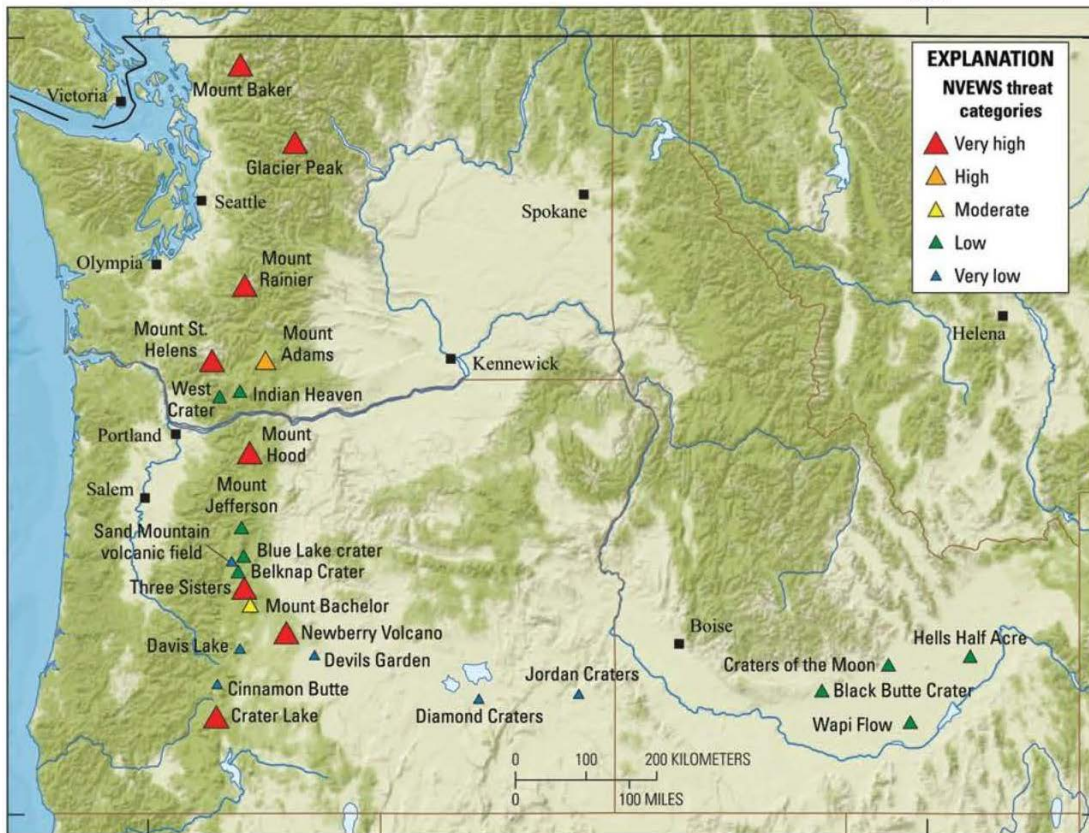 EXPLANATION
NVEWS threat
categories
Very high
High
Moderate
Low
Very low
Mount Baker
Victoria
Glacier Peak
Seattle
Spokane
Olympia
Mount
Rainier
Helena
Mount St.
Helens
Mount
Adams
Kennewick
West
Crater
Indian Heaven
Portland
Mount
Hood
Salem
Mount
Jefferson
Sand Mountain
volcanic field
Blue Lake crater
Belknap Crater
Three Sisters
Mount Bachelor
Newberry Volcano
Boise
Davis Lake
Devils Garden
Hells Half Acre
Craters of the Moon
Jordan Craters
Cinnamon Butte
Black Butte Crater
Crater Lake
Diamond Craters
Wapi Flow
0 100 200 KILOMETERS
0 100 MILES